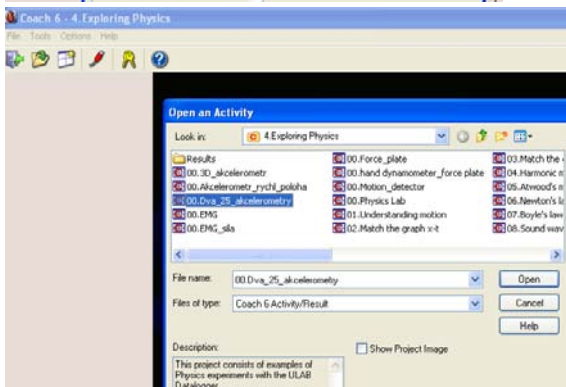 Coach 6 - 4.Exploring Physics
File Tools Options Help
Open an Activity
Look in: 4.Exploring Physics
Results
00.3D_akcelerometr
00.Akcelerometr_rychl_poloha
00.Dva_25_akcelerometry
00.EMG
00.EMG_sila
00.Force_plate
00.hand dynamometer_force plate
00.Motion_detector
00.Physics Lab
01.Understanding motion
02.Match the graph x-t
03.Match the
04.Harmonic m
05.Atwood's m
06.Newton's la
07.Boyle's law
08.Sound wav
File name: 00.Dva_25_akcelerometry Open
Files of type: Coach 6 Activity/Result Cancel
Help
Description: Show Project Image
This project consists of examples of
Physics experiments with the ULAB
Datalogger